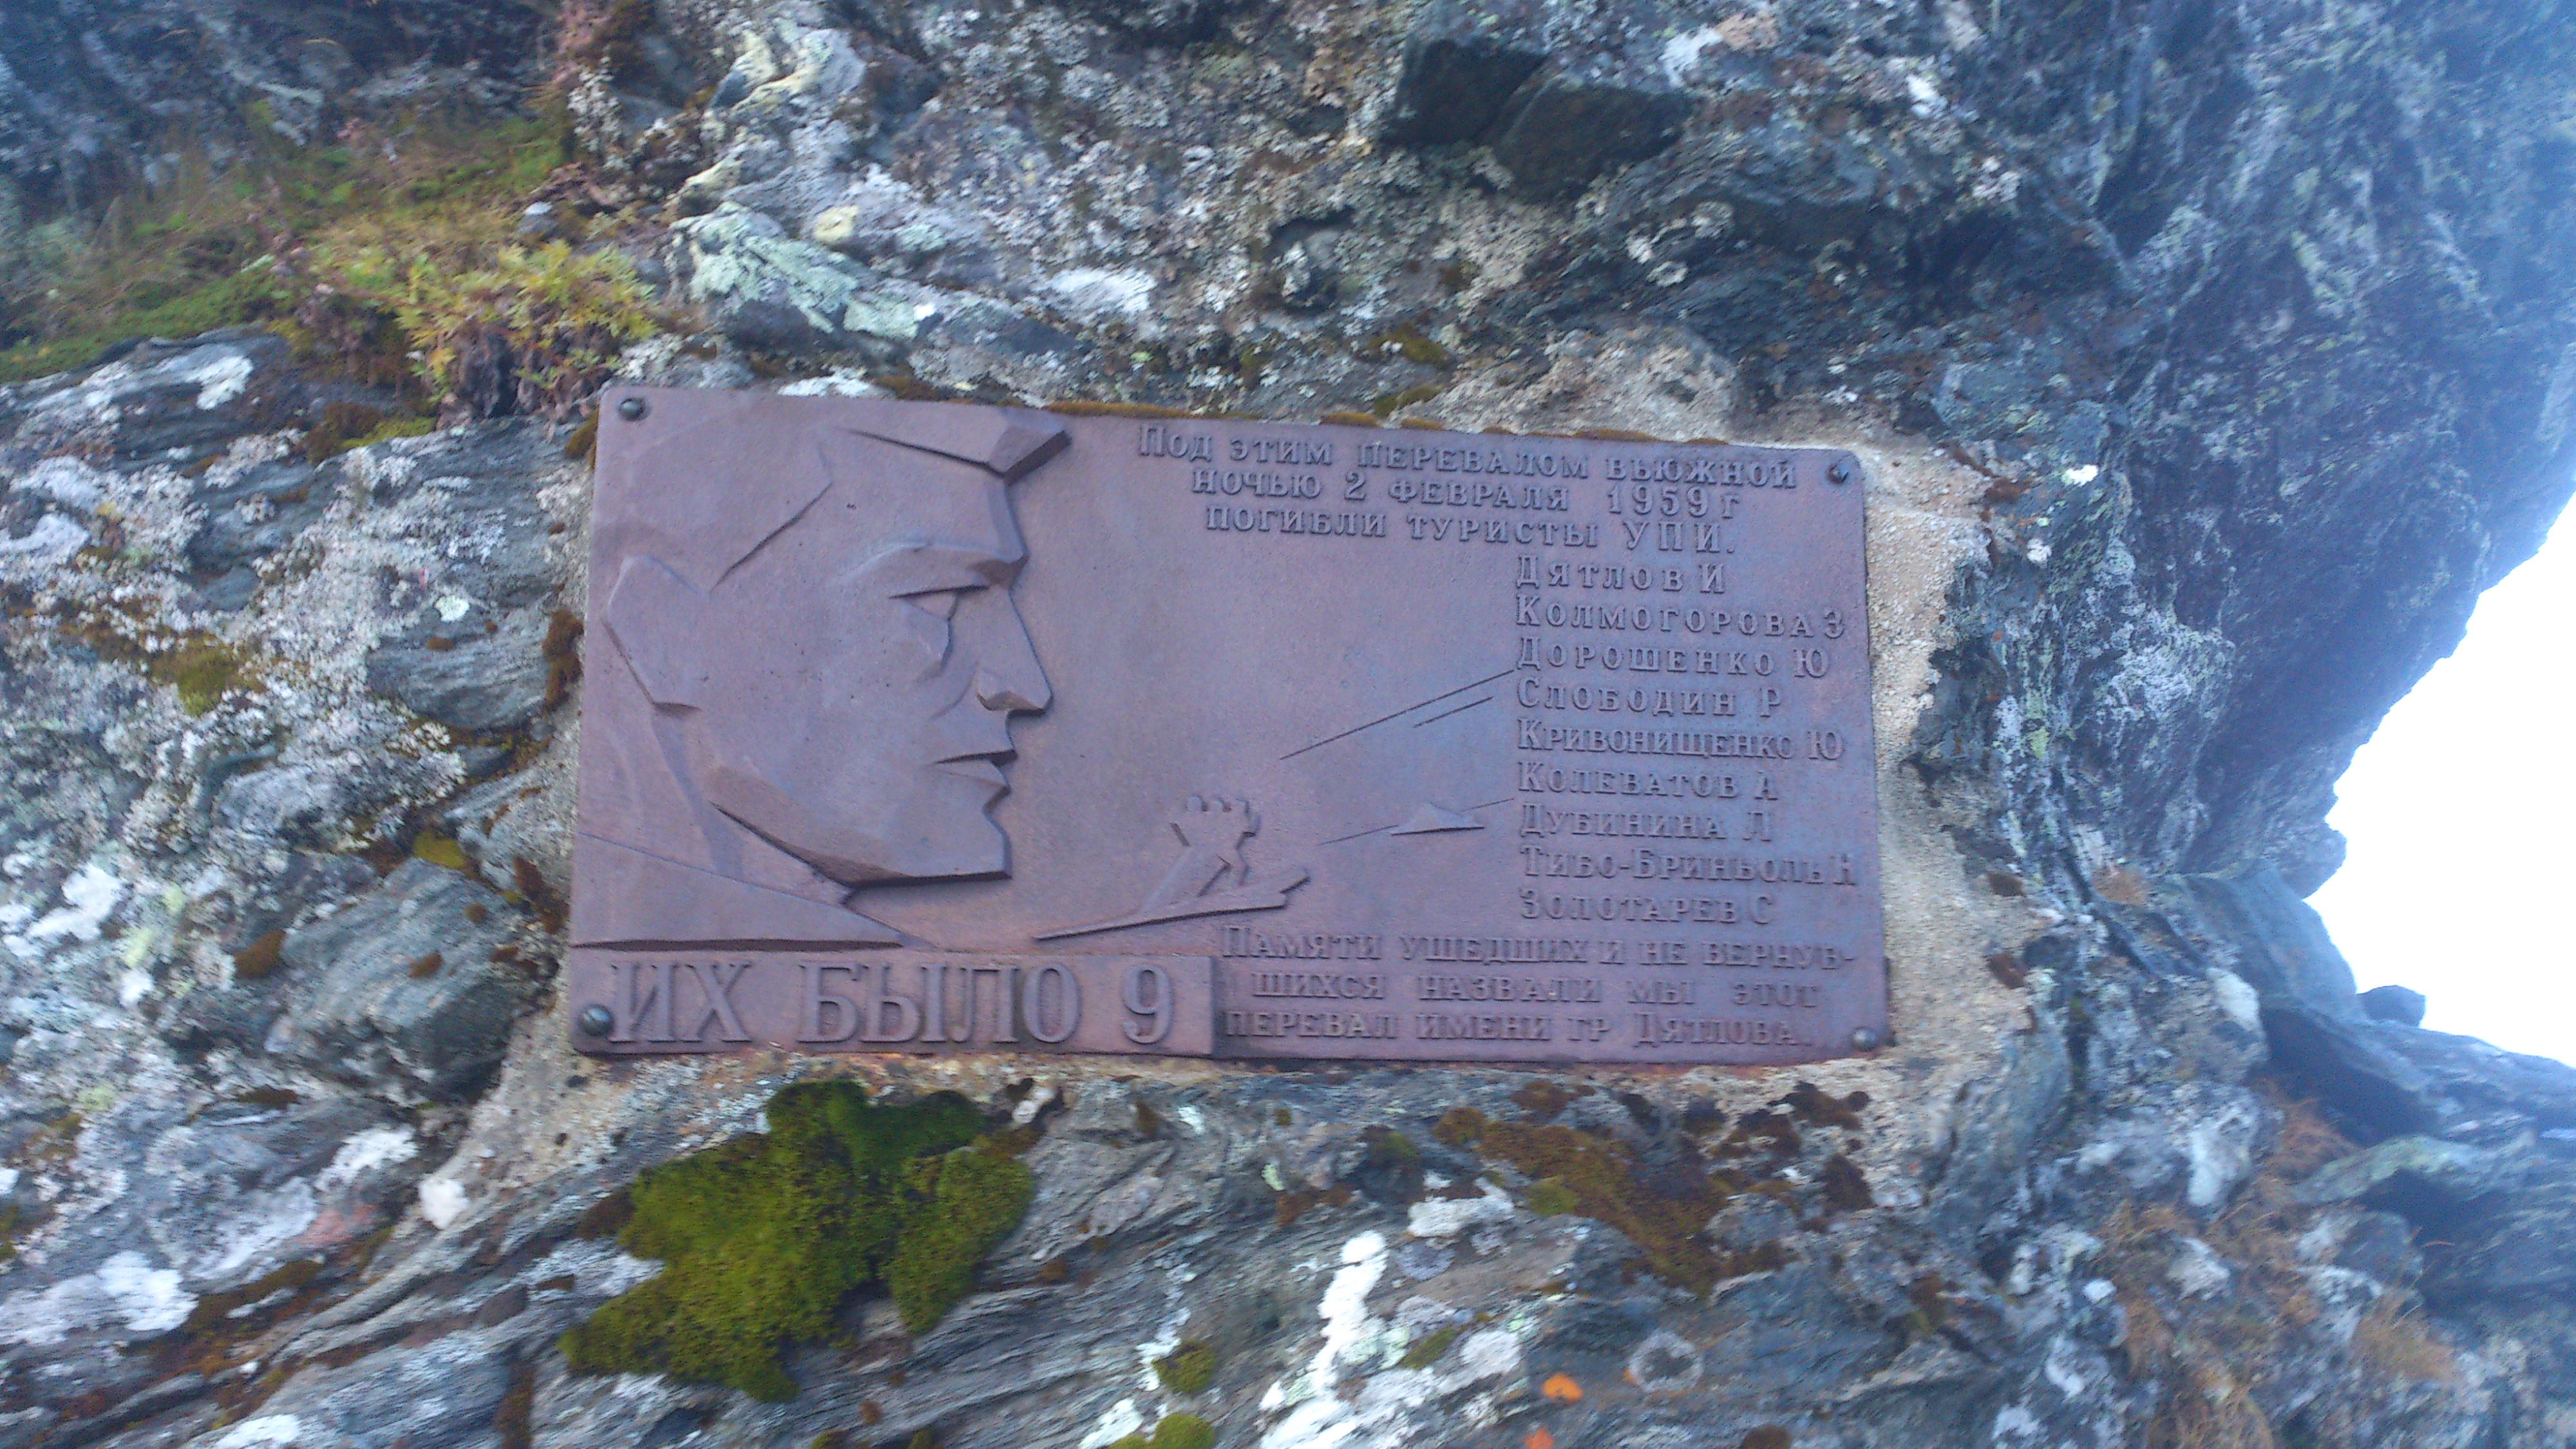 Под этим перевалом вьюжной
ночью 2 февраля 1959 г
погибли туристы УПИ.
Дятлов И
Колмогорова З
Дорошенко Ю
Слободин Р
Кривонищенко Ю
Колеватов А
Дубинина Л
Тибо-Бриньоль Н
Золотарев С
Памяти ушедших и не вернув-
шихся назвали мы этот
перевал имени гр Дятлова.
ИХ БЫЛО 9